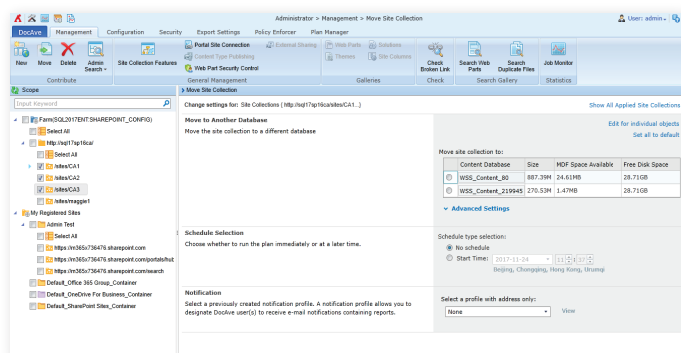 Administrator > Management > Move Site Collection
User: admin
DocAve Management Configuration Security Export Settings Policy Enforcer Plan Manager
New Move Delete Admin Search Site Collection Features
Portal Site Connection External Sharing
Content Type Publishing
Web Part Security Control
Web Parts Solutions
Themes Site Columns
Check Broken Link Search Web Parts Search Duplicate Files Job Monitor
Contribute General Management Galleries Check Search Gallery Statistics
Scope
Move Site Collection
Input Keyword
Farm(SQL2017ENT:SHAREPOINT_CONFIG)
Select All
http://sql17sp16ca/
Select All
/sites/CA1
/sites/CA2
/sites/CA3
/sites/maggie1
My Registered Sites
Admin Test
Select All
https://m365x736476.sharepoint.com
https://m365x736476.sharepoint.com/portals/hub
https://m365x736476.sharepoint.com/search
Default_Office 365 Group_Container
Default_OneDrive For Business_Container
Default_SharePoint Sites_Container
Change settings for: Site Collections ( http://sql17sp16ca/sites/CA1...)
Show All Applied Site Collections
Move to Another Database
Move the site collection to a different database
Edit for individual objects
Set all to default
Move site collection to:
Content Database Size MDF Space Available Free Disk Space
WSS_Content_80 887.39M 24.61MB 28.71GB
WSS_Content_219945 270.53M 1.47MB 28.71GB
Advanced Settings
Schedule Selection
Choose whether to run the plan immediately or at a later time.
Schedule type selection:
No schedule
Start Time: 2017-11-24 11 : 37
Beijing, Chongqing, Hong Kong, Urumqi
Notification
Select a previously created notification profile. A notification profile allows you to
designate DocAve user(s) to receive e-mail notifications containing reports.
Select a profile with address only:
None View